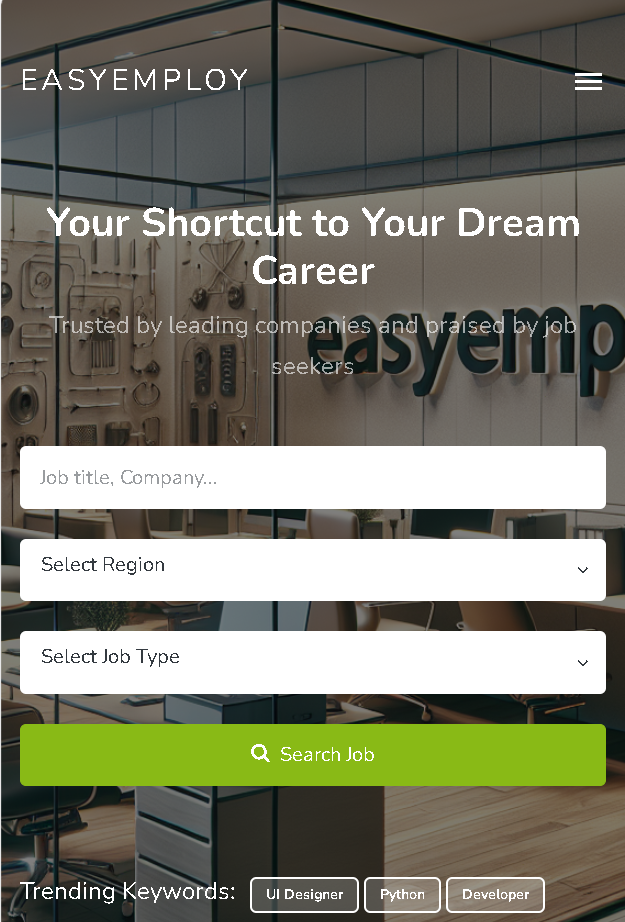 EASYEMPLOY
Your Shortcut to Your Dream
Career
Trusted by leading companies and praised by job
seekers
easyemp
Job title, Company...
Select Region
Select Job Type
Search Job
Trending Keywords: UI Designer Python Developer